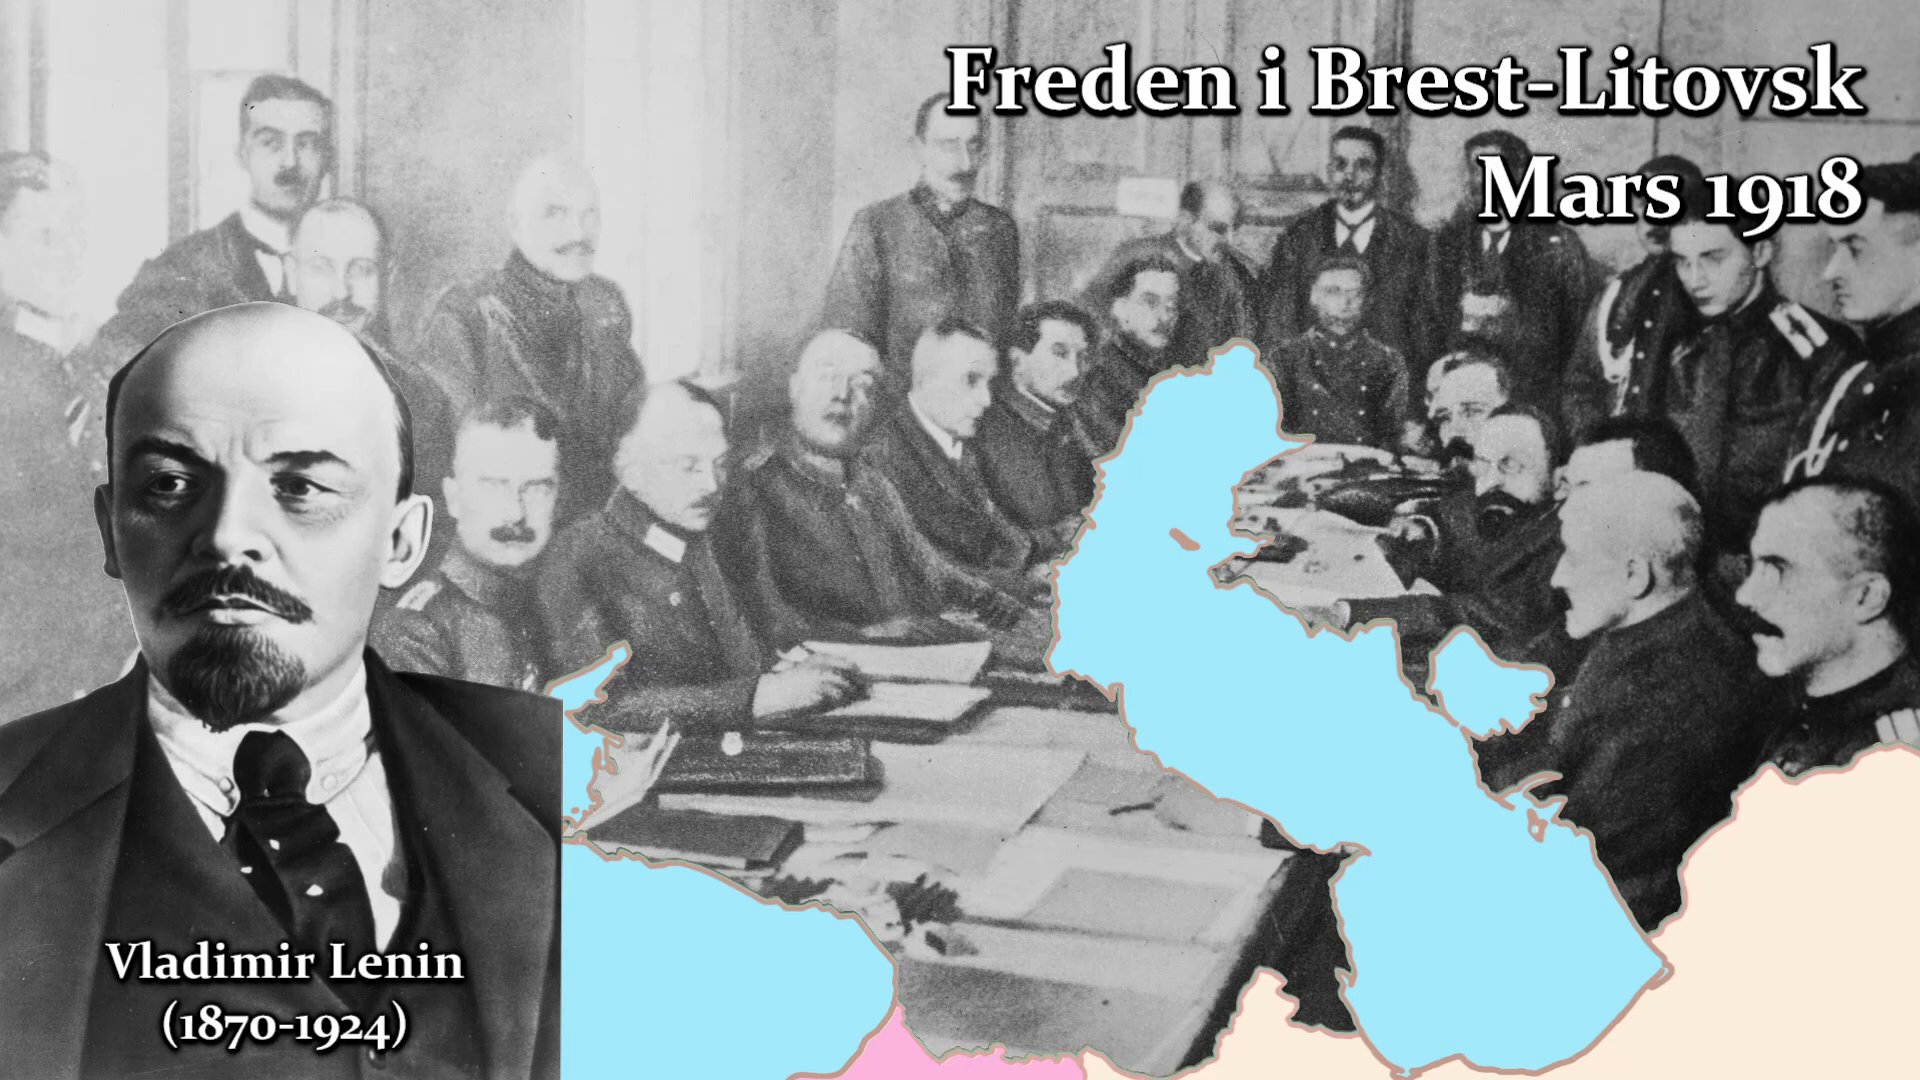 Freden i Brest-Litovsk
Mars 1918
Vladimir Lenin
(1870-1924)